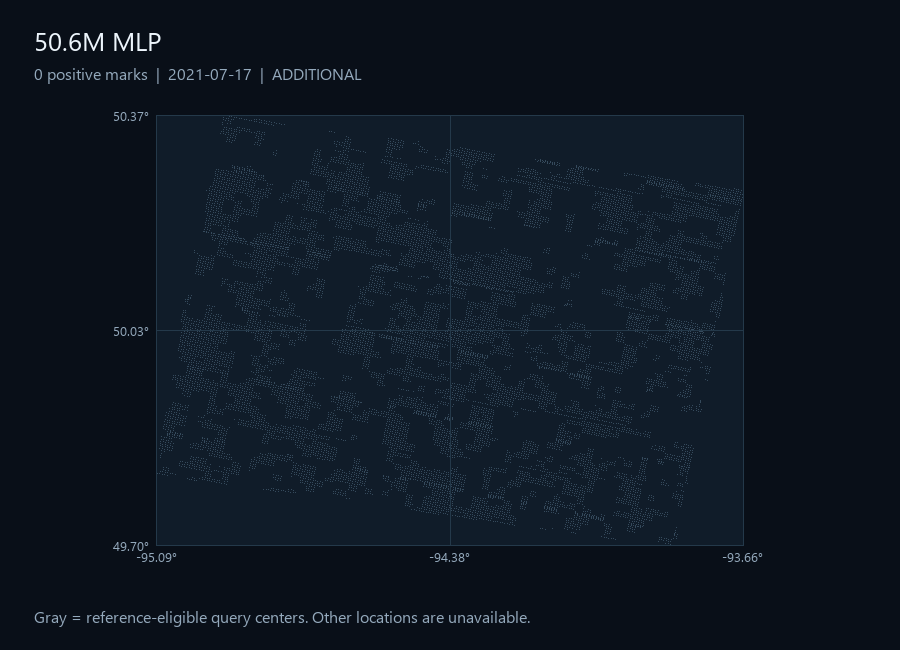 50.6M MLP
0 positive marks | 2021-07-17 | ADDITIONAL
50.37°
50.03°
49.70°
-95.09° -94.38° -93.66°
Gray = reference-eligible query centers. Other locations are unavailable.